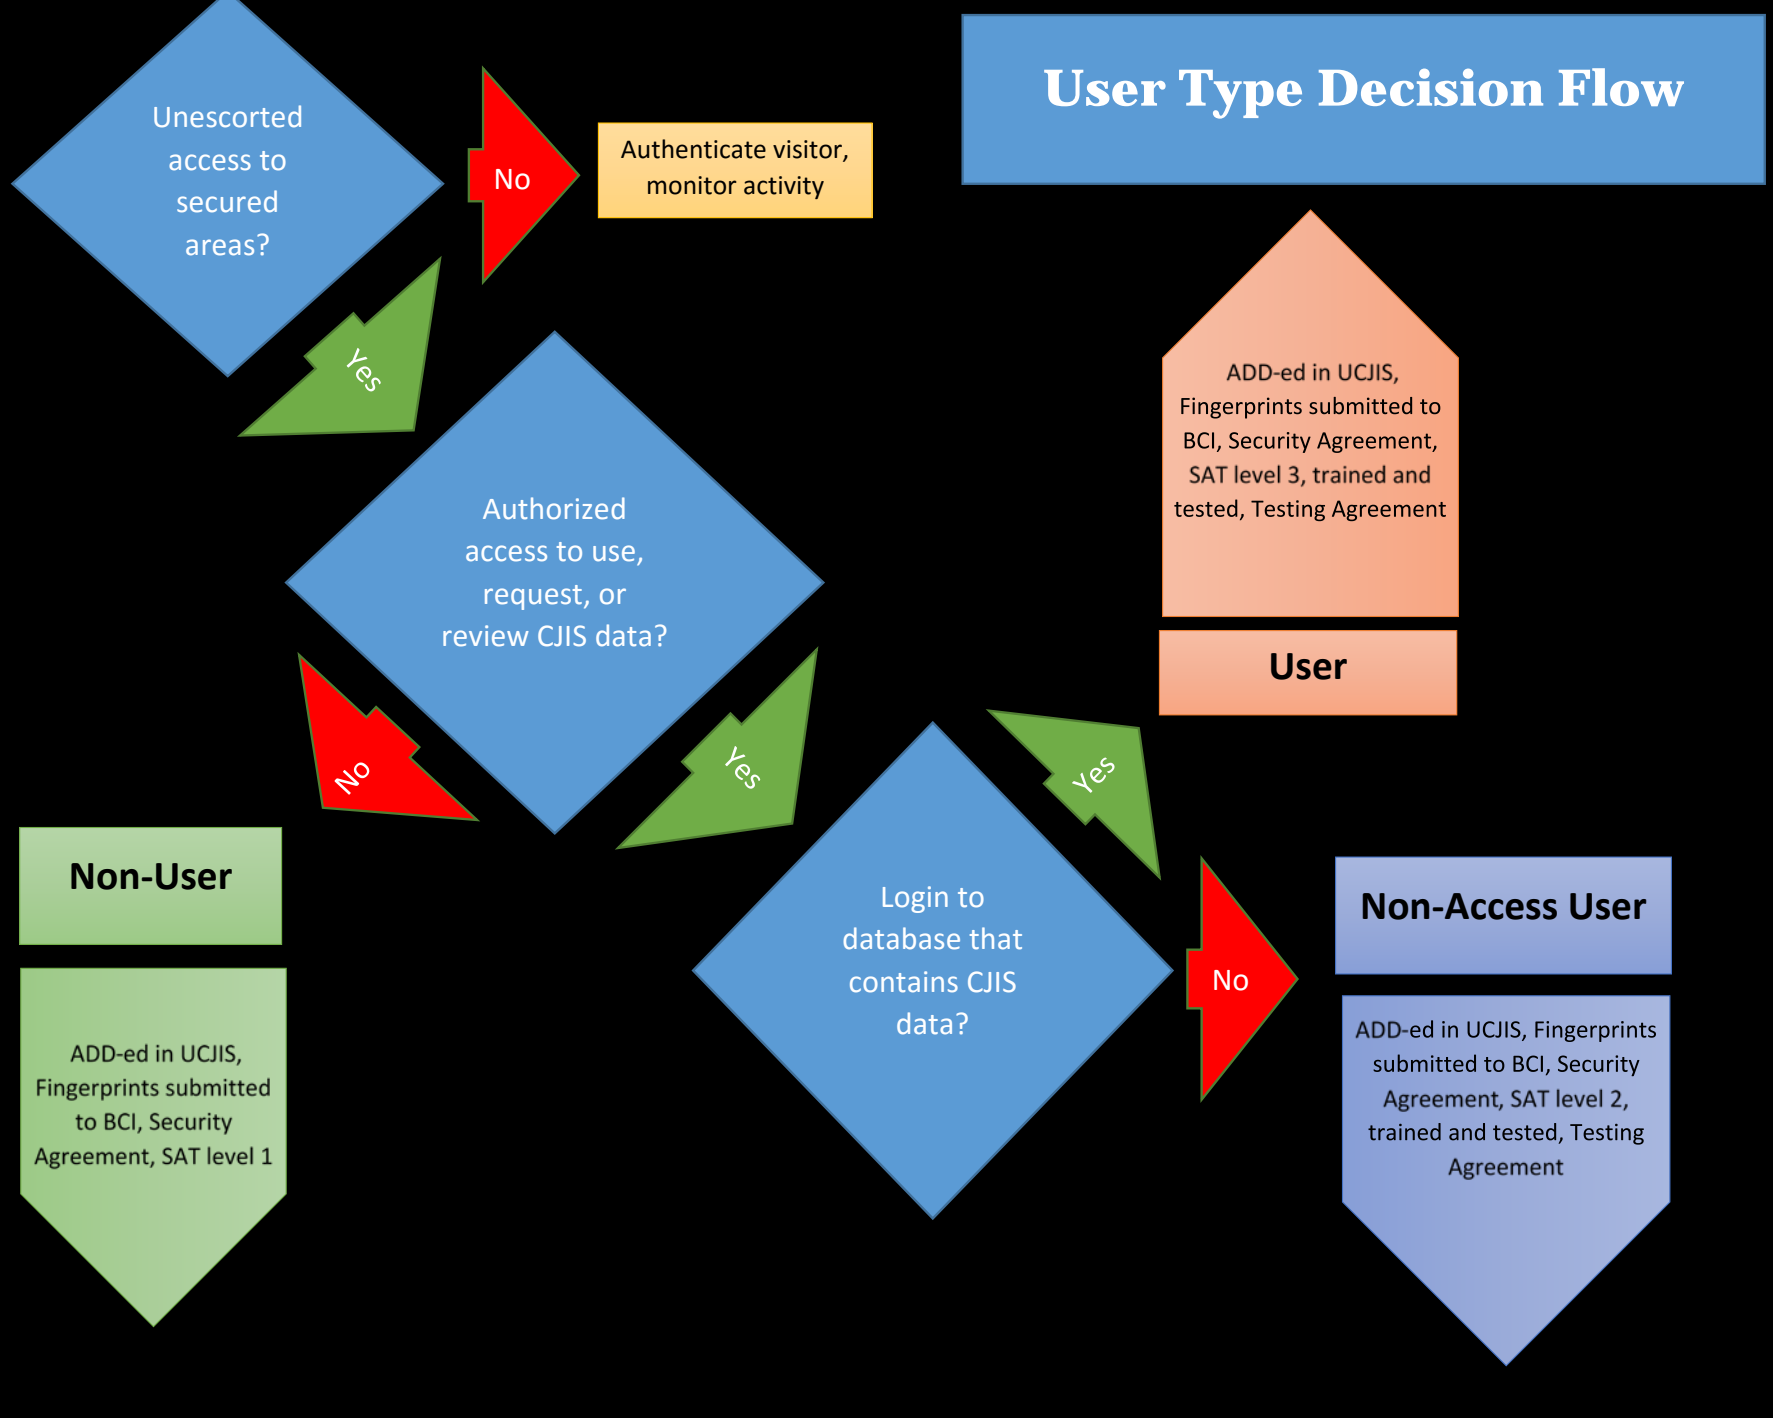 User Type Decision Flow
Unescorted
access to
secured
areas?
No
Authenticate visitor,
monitor activity
Yes
Authorized
access to use,
request, or
review CJIS data?
No
Yes
Non-User
ADD-ed in UCJIS,
Fingerprints submitted
to BCI, Security
Agreement, SAT level 1
Login to
database that
contains CJIS
data?
Yes
User
ADD-ed in UCJIS,
Fingerprints submitted to
BCI, Security Agreement,
SAT level 3, trained and
tested, Testing Agreement
No
Non-Access User
ADD-ed in UCJIS, Fingerprints
submitted to BCI, Security
Agreement, SAT level 2,
trained and tested, Testing
Agreement